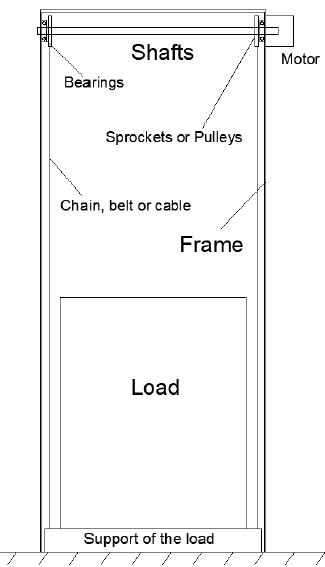 Shafts
Motor
Bearings
Sprockets or Pulleys
Chain, belt or cable
Frame
Load
Support of the load